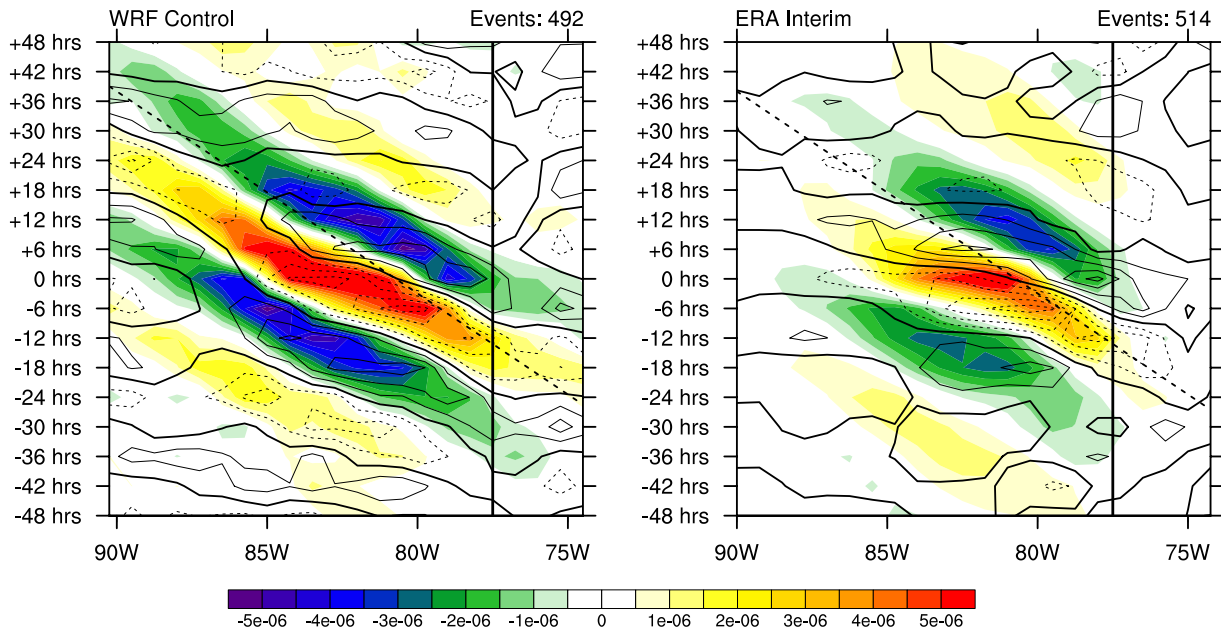 WRF Control Events: 492 ERA Interim Events: 514
+48 hrs +48 hrs
+42 hrs +42 hrs
+36 hrs +36 hrs
+30 hrs +30 hrs
+24 hrs +24 hrs
+18 hrs +18 hrs
+12 hrs +12 hrs
+6 hrs +6 hrs
0 hrs 0 hrs
-6 hrs -6 hrs
-12 hrs -12 hrs
-18 hrs -18 hrs
-24 hrs -24 hrs
-30 hrs -30 hrs
-36 hrs -36 hrs
-42 hrs -42 hrs
-48 hrs -48 hrs
90W 85W 80W 75W 90W 85W 80W 75W
-5e-06 -4e-06 -3e-06 -2e-06 -1e-06 0 1e-06 2e-06 3e-06 4e-06 5e-06